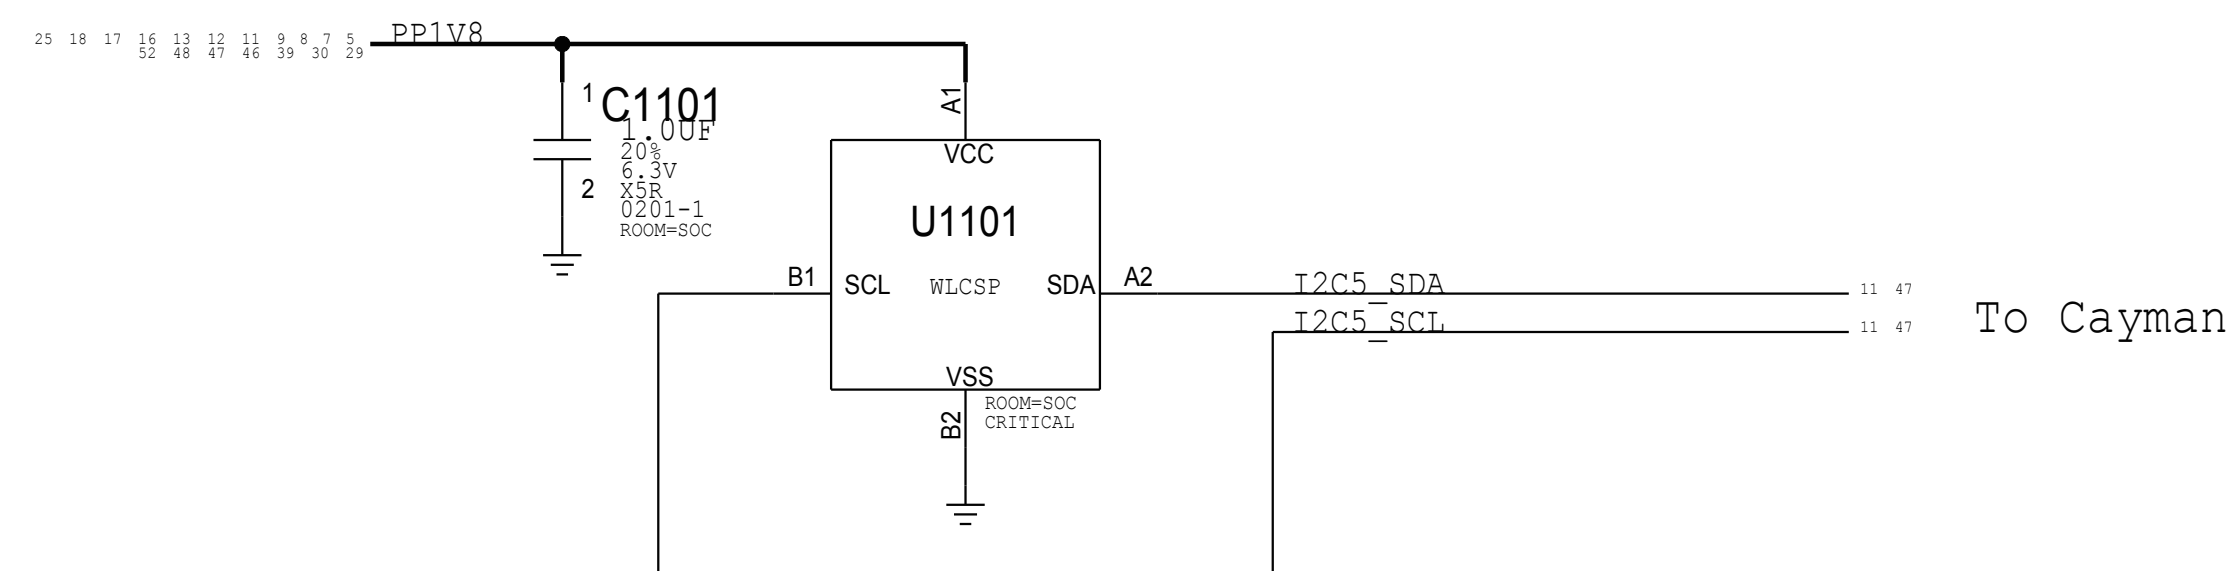 25 18 17 16 13 12 11 9 8 7 5
52 48 47 46 39 30 29
PP1V8
1
C1101
1.0UF
20%
6.3V
2
X5R
0201-1
ROOM=SOC
A1
VCC
U1101
B1
SCL
WLCSP
SDA
A2
I2C5_SDA
11 47
I2C5_SCL
11 47
To Cayman
VSS
B2
ROOM=SOC
CRITICAL